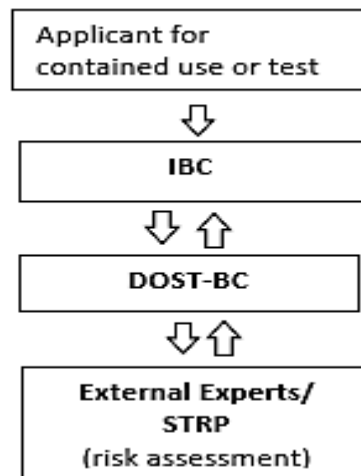 Applicant for
contained use or test
IBC
DOST-BC
External Experts/
STRP
(risk assessment)